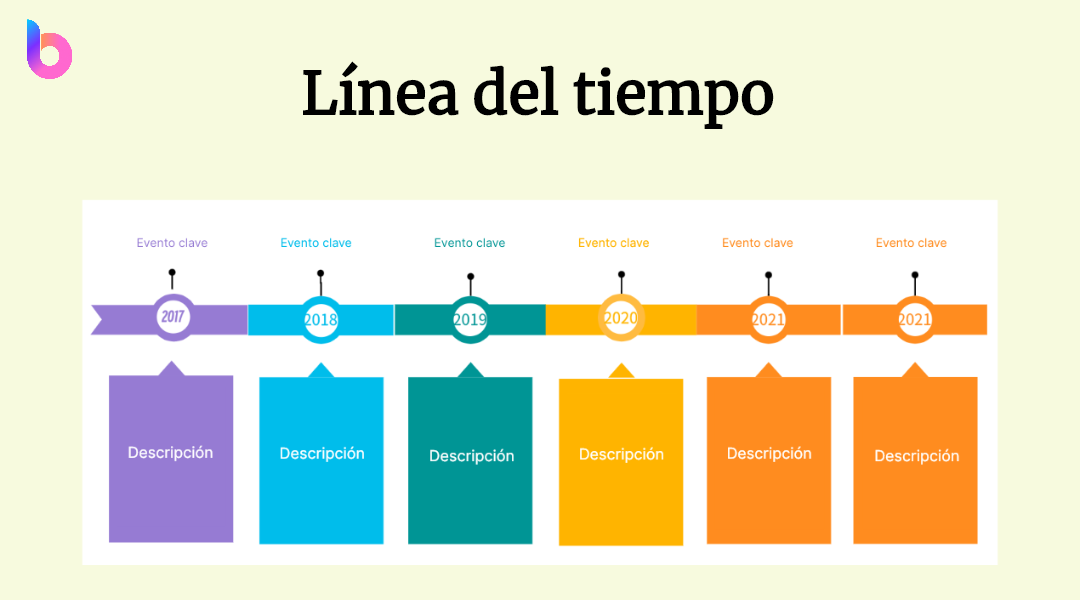 Línea del tiempo
Evento clave Evento clave Evento clave Evento clave Evento clave Evento clave
2017 2018 2019 2020 2021 2021
Descripción Descripción Descripción Descripción Descripción Descripción